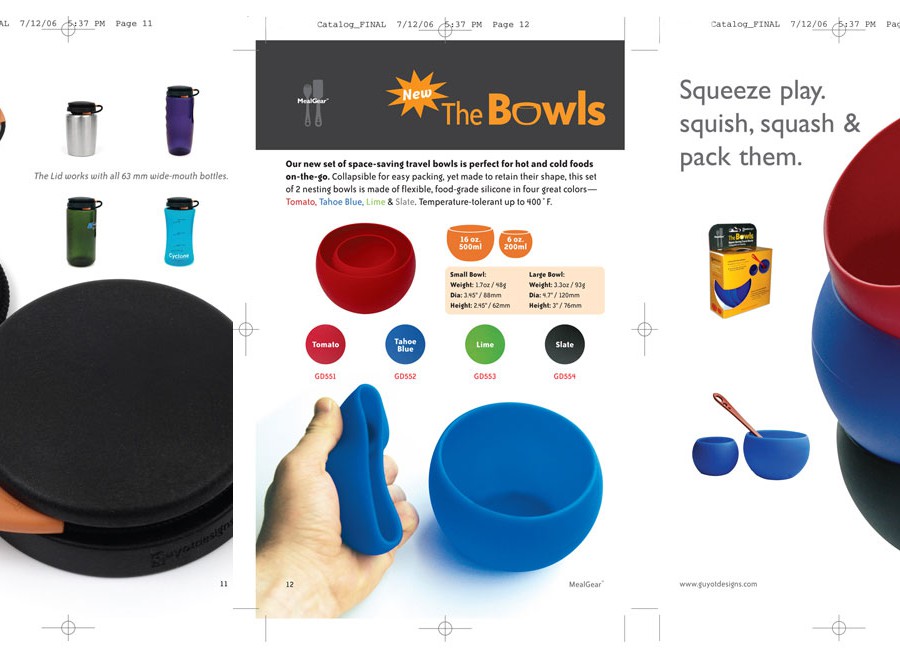 AL 7/12/06 5:37 PM Page 11
The Lid works with all 63 mm wide-mouth bottles.
Cyclone
guyotdesigns
11
Catalog_FINAL 7/12/06 5:37 PM Page 12
MealGear™
New
The Bowls
Our new set of space-saving travel bowls is perfect for hot and cold foods
on-the-go. Collapsible for easy packing, yet made to retain their shape, this set
of 2 nesting bowls is made of flexible, food-grade silicone in four great colors—
Tomato, Tahoe Blue, Lime & Slate. Temperature-tolerant up to 400˚F.
16 oz.
500ml
6 oz.
200ml
Small Bowl:
Weight: 1.7oz / 48g
Dia: 3.45" / 88mm
Height: 2.45" / 62mm
Large Bowl:
Weight: 3.3oz / 93g
Dia: 4.7" / 120mm
Height: 3" / 76mm
Tomato
Tahoe
Blue
Lime
Slate
GD551
GD552
GD553
GD554
12
MealGear™
Catalog_FINAL 7/12/06 5:37 PM Pag
Squeeze play.
squish, squash &
pack them.
The Bowls
www.guyotdesigns.com